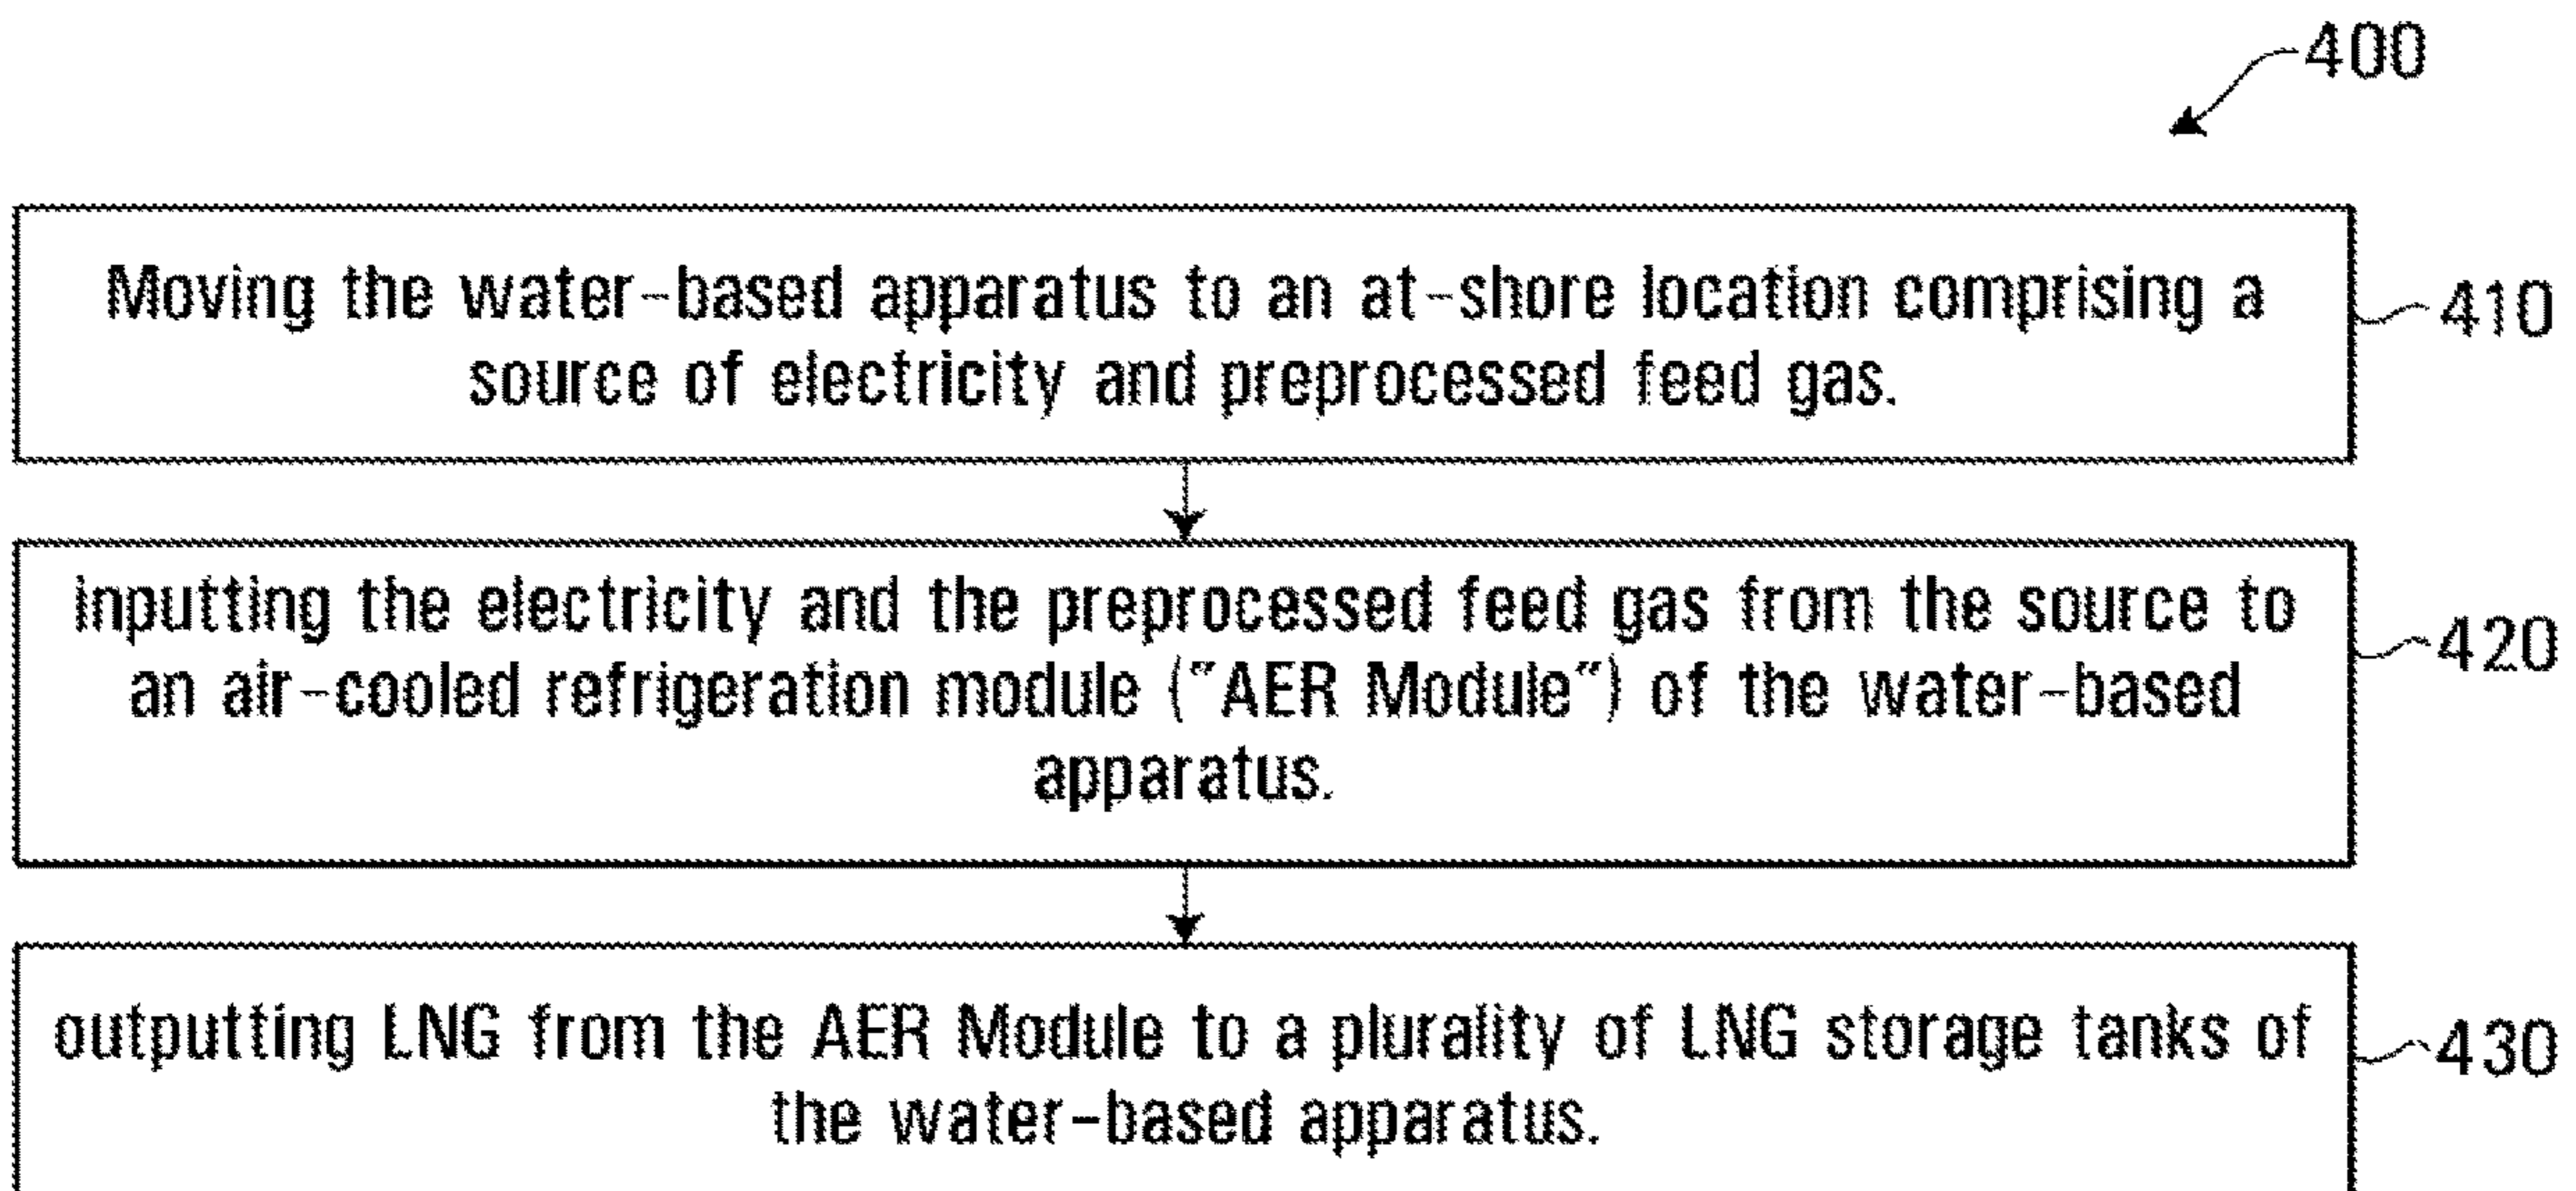 400
Moving the water-based apparatus to an at-shore location comprising a
source of electricity and preprocessed feed gas.
410
inputting the electricity and the preprocessed feed gas from the source to
an air-cooled refrigeration module ("AER Module") of the water-based
apparatus.
420
outputting LNG from the AER Module to a plurality of LNG storage tanks of
the water-based apparatus.
430